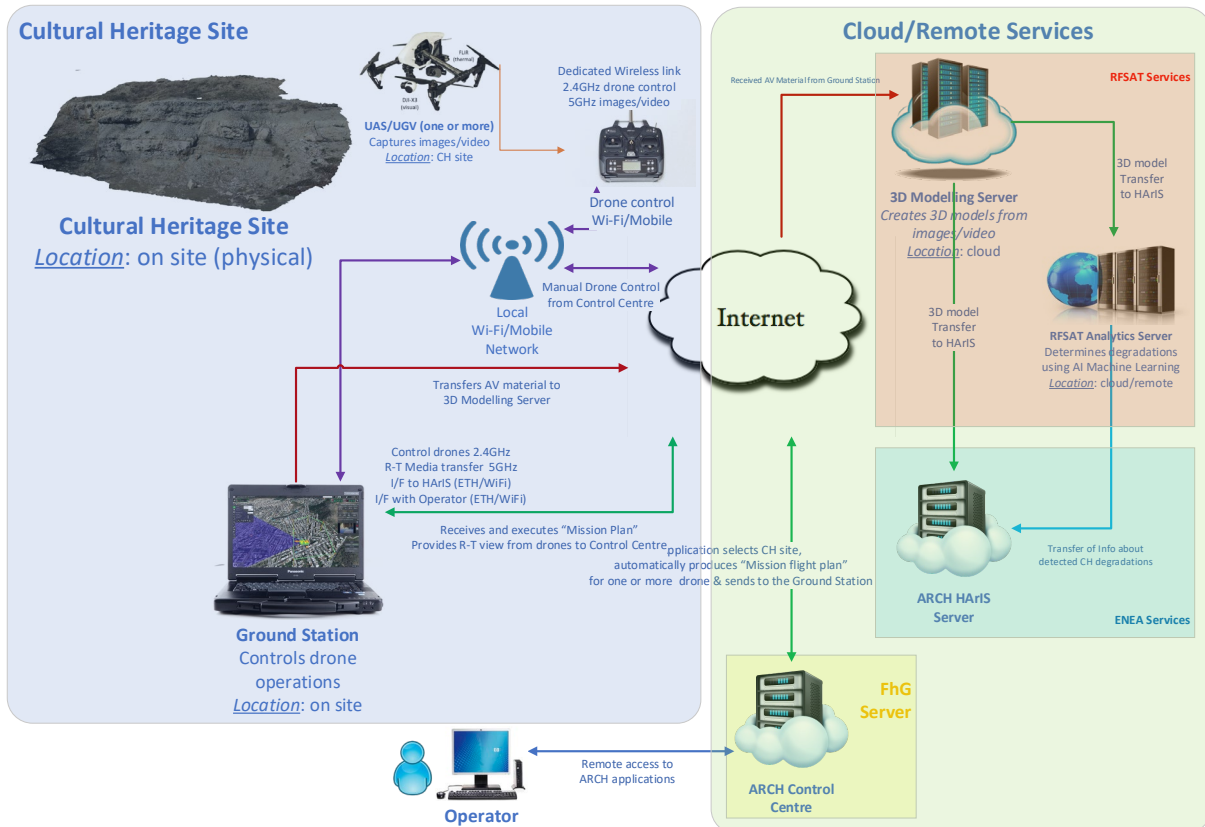 Cultural Heritage Site
Cloud/Remote Services
FLIR
(thermal)
DJI-X3
(visual)
UAS/UGV (one or more)
Captures images/video
Location: CH site
Dedicated Wireless link
2.4GHz drone control
5GHz images/video
Drone control
Wi-Fi/Mobile
Cultural Heritage Site
Location: on site (physical)
Local
Wi-Fi/Mobile
Network
Manual Drone Control
from Control Centre
Internet
Received AV Material from Ground Station
RFSAT Services
3D Modelling Server
Creates 3D models from
images/video
Location: cloud
3D model
Transfer
to HArIS
3D model
Transfer
to HArIS
RFSAT Analytics Server
Determines degradations
using AI Machine Learning
Location: cloud/remote
Transfers AV material to
3D Modelling Server
Control drones 2.4GHz
R-T Media transfer 5GHz
I/F to HArIS (ETH/WiFi)
I/F with Operator (ETH/WiFi)
Receives and executes “Mission Plan”
Provides R-T view from drones to Control Centre
pplication selects CH site,
automatically produces “Mission flight plan”
for one or more drone & sends to the Ground Station
Panasonic
Ground Station
Controls drone
operations
Location: on site
Transfer of Info about
detected CH degradations
ARCH HArIS
Server
ENEA Services
FhG
Server
ARCH Control
Centre
Remote access to
ARCH applications
Operator